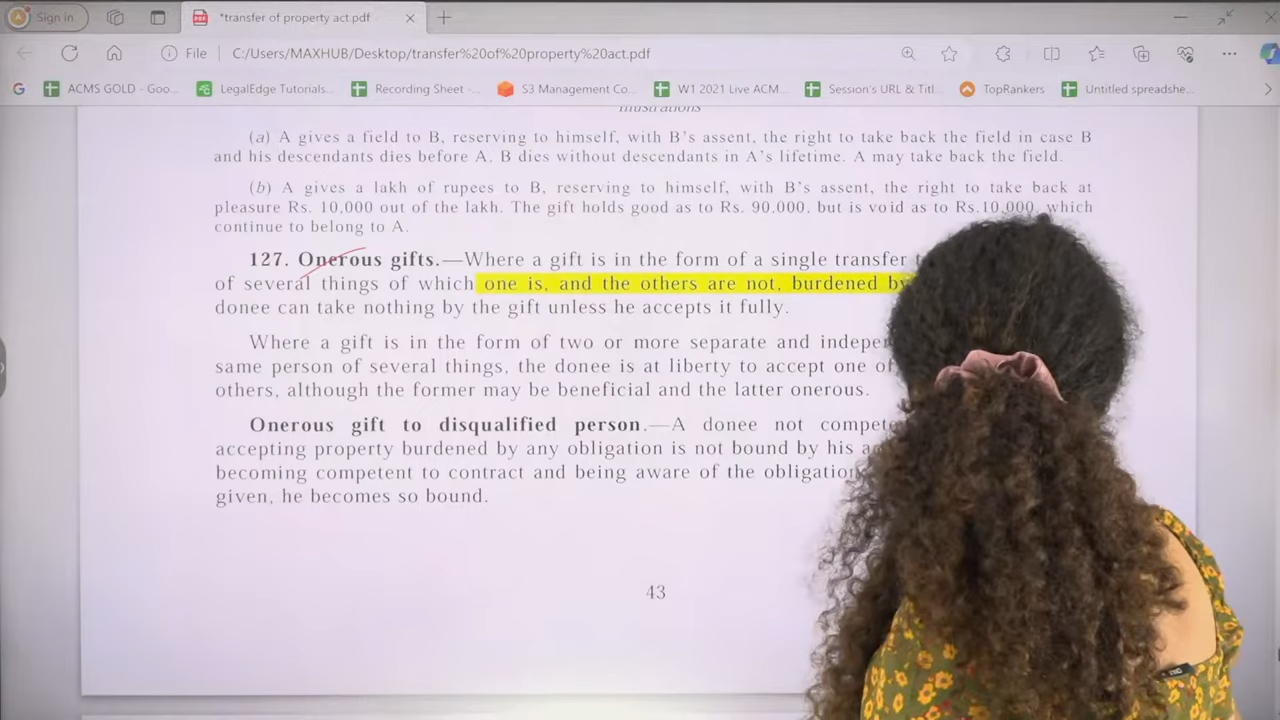 Sign in
*transfer of property act.pdf
File
C:/Users/MAXHUB/Desktop/transfer%20of%20property%20act.pdf
ACMS GOLD - Goo...
LegalEdge Tutorials...
Recording Sheet -...
S3 Management Co...
W1 2021 Live ACM...
Session's URL & Titl...
TopRankers
Untitled spreadshe...
Illustrations
(a) A gives a field to B, reserving to himself, with B's assent, the right to take back the field in case B
and his descendants dies before A. B dies without descendants in A's lifetime. A may take back the field.
(b) A gives a lakh of rupees to B, reserving to himself, with B's assent, the right to take back at
pleasure Rs. 10,000 out of the lakh. The gift holds good as to Rs. 90,000, but is void as to Rs.10,000, which
continue to belong to A.
127. Onerous gifts.—Where a gift is in the form of a single transfer
of several things of which one is, and the others are not, burdened by
donee can take nothing by the gift unless he accepts it fully.
Where a gift is in the form of two or more separate and
same person of several things, the donee is at liberty to accept one of
others, although the former may be beneficial and the latter onerous.
Onerous gift to disqualified person.—A donee not
accepting property burdened by any obligation is not bound by his
becoming competent to contract and being aware of the obligation
given, he becomes so bound.
43